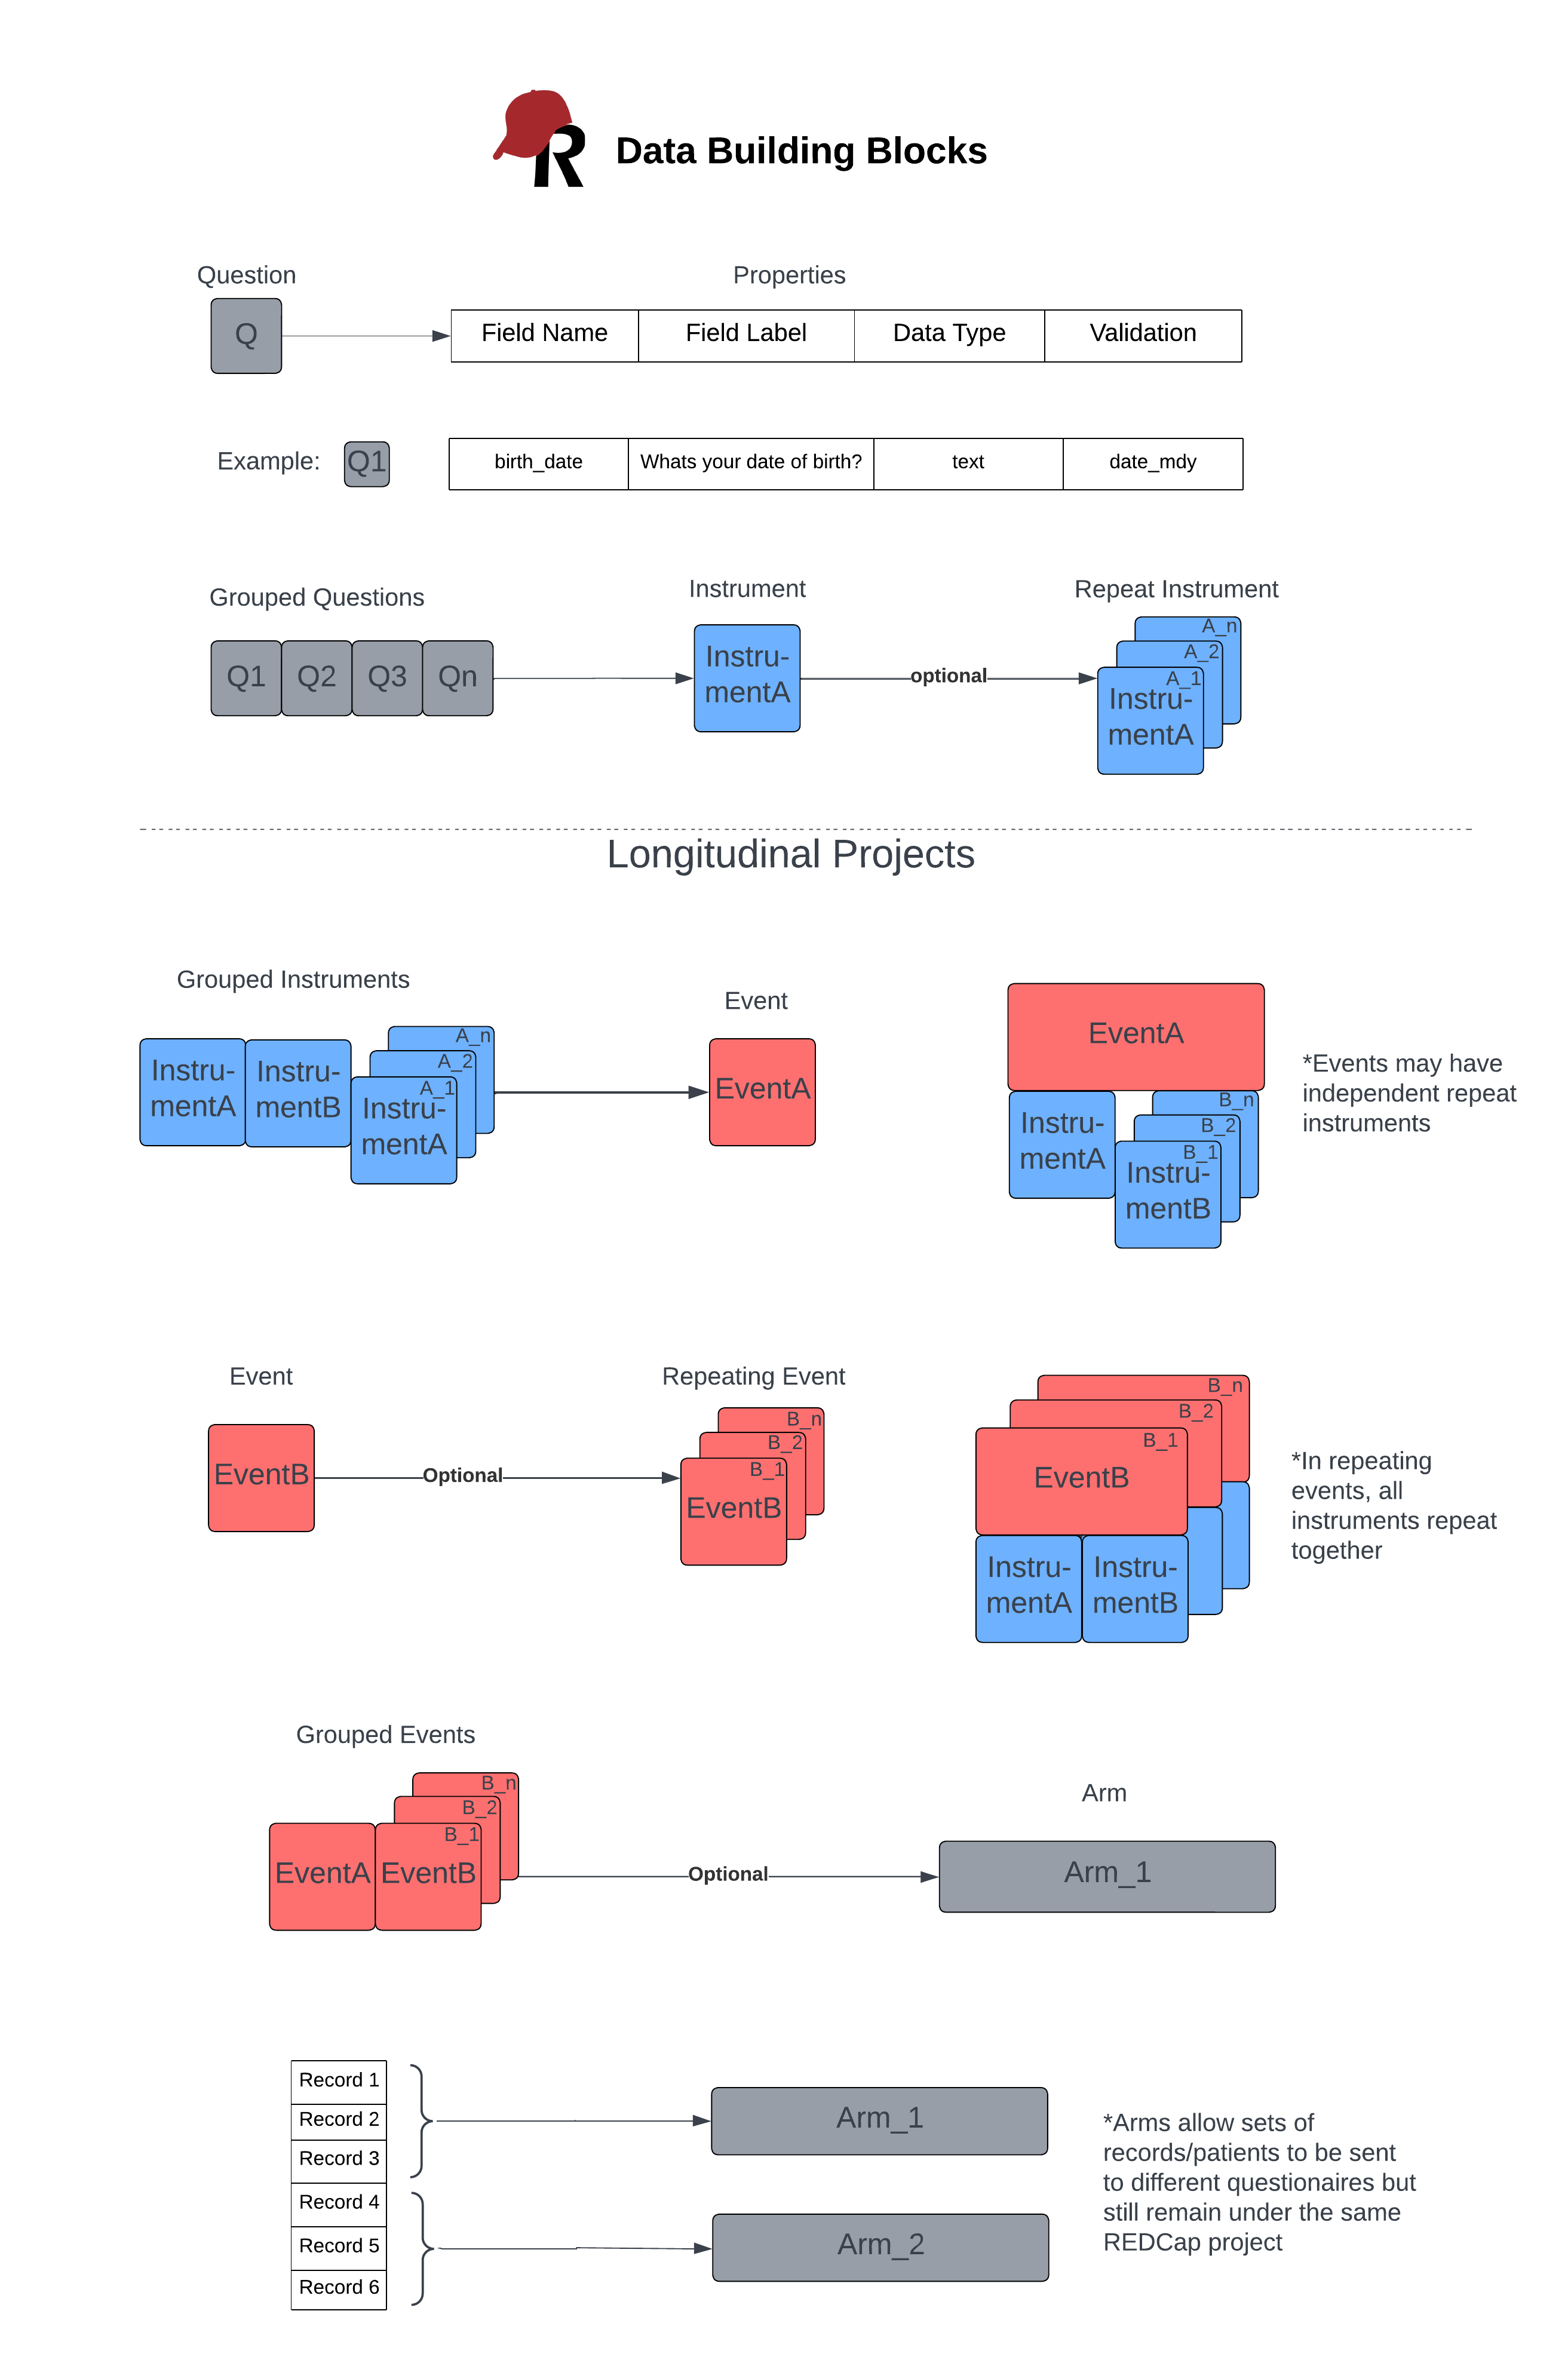 R Data Building Blocks
Question
Properties
Q
Field Name
Field Label
Data Type
Validation
Example:
Q1
birth_date
Whats your date of birth?
text
date_mdy
Grouped Questions
Instrument
Repeat Instrument
Q1
Q2
Q3
Qn
Instru-
mentA
optional
A_n
A_2
A_1
Instru-
mentA
Longitudinal Projects
Grouped Instruments
Event
Instru-
mentA
Instru-
mentB
A_n
A_2
A_1
Instru-
mentA
EventA
EventA
Instru-
mentA
B_n
B_2
B_1
Instru-
mentB
*Events may have
independent repeat
instruments
Event
Repeating Event
EventB
Optional
B_n
B_2
B_1
EventB
B_n
B_2
B_1
EventB
Instru-
mentA
Instru-
mentB
*In repeating
events, all
instruments repeat
together
Grouped Events
Arm
EventA
B_n
B_2
B_1
EventB
Optional
Arm_1
Record 1
Record 2
Record 3
Record 4
Record 5
Record 6
Arm_1
Arm_2
*Arms allow sets of
records/patients to be sent
to different questionaires but
still remain under the same
REDCap project